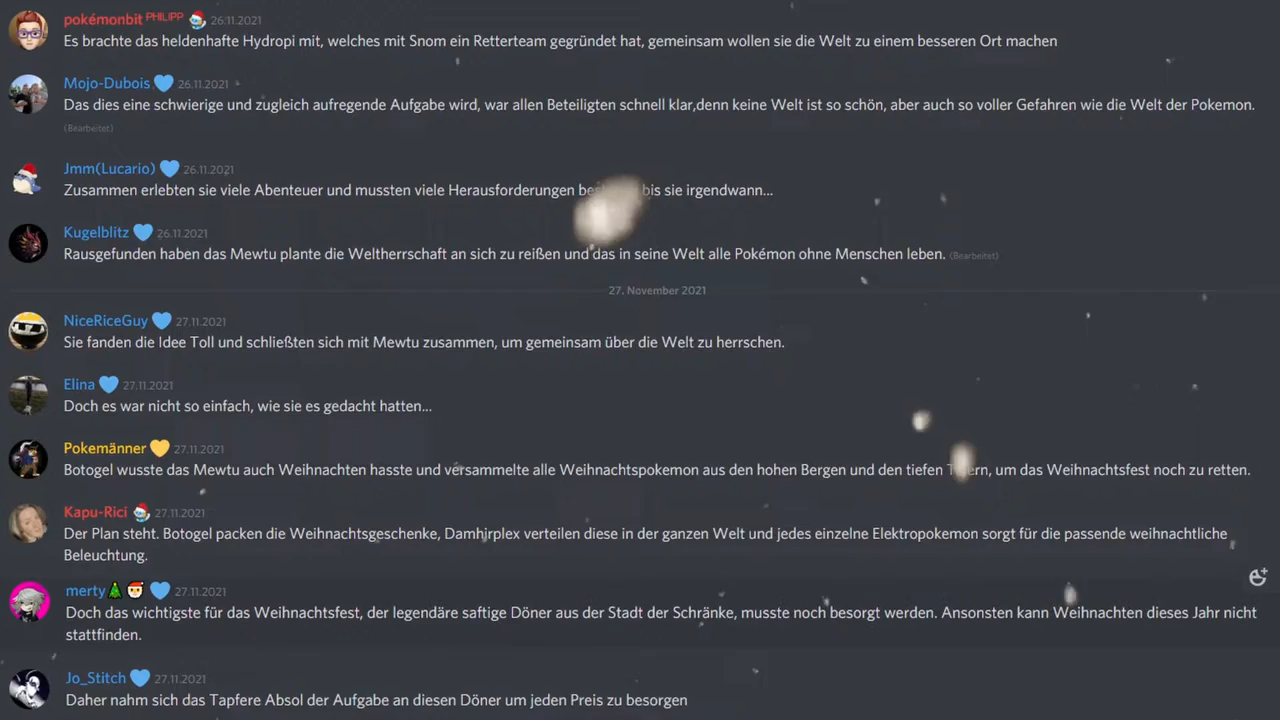 pokémonbit PHILIPP 26.11.2021
Es brachte das heldenhafte Hydropi mit, welches mit Snom ein Retterteam gegründet hat, gemeinsam wollen sie die Welt zu einem besseren Ort machen
Mojo-Dubois 26.11.2021
Das dies eine schwierige und zugleich aufregende Aufgabe wird, war allen Beteiligten schnell klar,denn keine Welt ist so schön, aber auch so voller Gefahren wie die Welt der Pokemon.
(Bearbeitet)
Jmm(Lucario) 26.11.2021
Zusammen erlebten sie viele Abenteuer und mussten viele Herausforderungen bis sie irgendwann...
Kugelblitz 26.11.2021
Rausgefunden haben das Mewtu plante die Weltherrschaft an sich zu reißen und das in seine Welt alle Pokémon ohne Menschen leben. (Bearbeitet)
27. November 2021
NiceRiceGuy 27.11.2021
Sie fanden die Idee Toll und schließten sich mit Mewtu zusammen, um gemeinsam über die Welt zu herrschen.
Elina 27.11.2021
Doch es war nicht so einfach, wie sie es gedacht hatten...
Pokemänner 27.11.2021
Botogel wusste das Mewtu auch Weihnachten hasste und versammelte alle Weihnachtspokemon aus den hohen Bergen und den tiefen um das Weihnachtsfest noch zu retten.
Kapu-Rici 27.11.2021
Der Plan steht. Botogel packen die Weihnachtsgeschenke, Damhirplex verteilen diese in der ganzen Welt und jedes einzelne Elektropokemon sorgt für die passende weihnachtliche
Beleuchtung.
merty 27.11.2021
Doch das wichtigste für das Weihnachtsfest, der legendäre saftige Döner aus der Stadt der Schränke, musste noch besorgt werden. Ansonsten kann Weihnachten dieses Jahr nicht
stattfinden.
Jo_Stitch 27.11.2021
Daher nahm sich das Tapfere Absol der Aufgabe an diesen Döner um jeden Preis zu besorgen